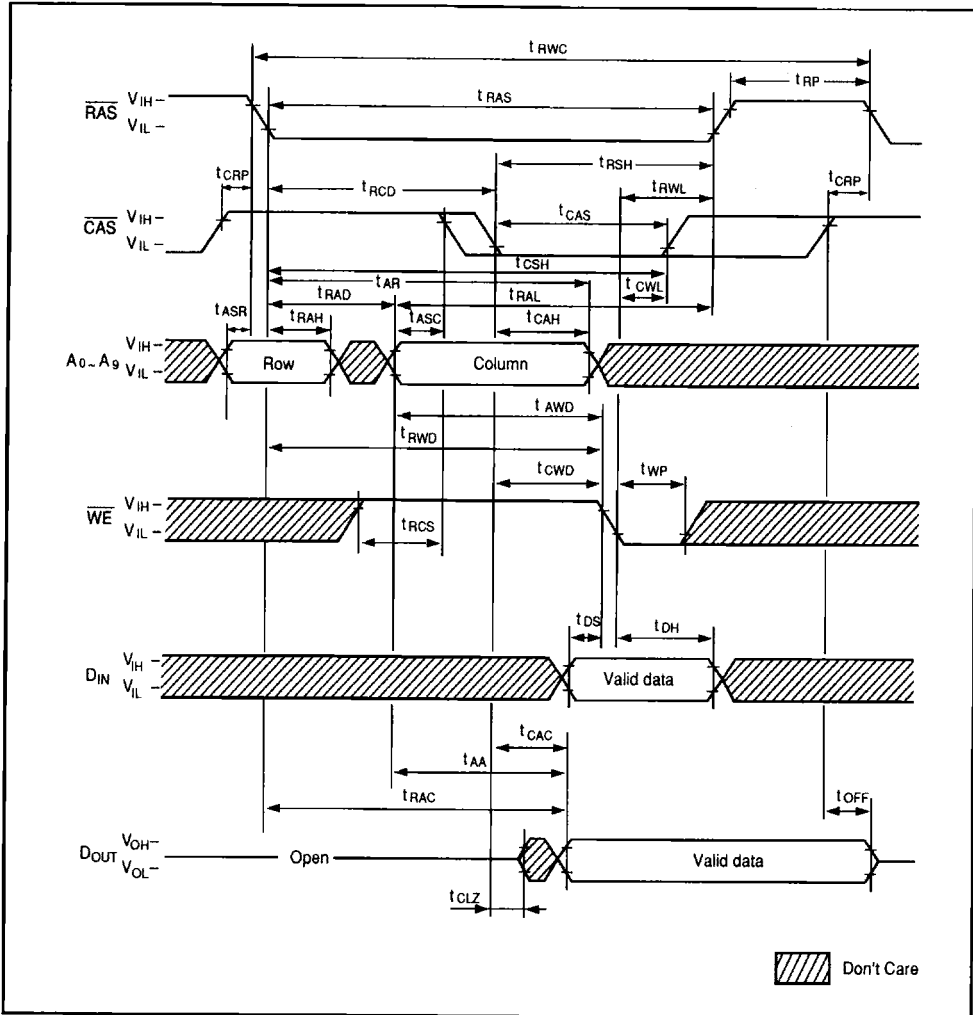 tRWC
tRP
tRAS
RAS VIH–
VIL–
tRSH
tCRP
tRCD
tRWL
tCRP
tCAS
CAS VIH–
VIL–
tCSH
tAR
tCWL
tRAD
tRAL
tASR
tRAH
tASC
tCAH
A0~A9 VIH–
VIL–
Row
Column
tAWD
tRWD
tCWD
tWP
WE VIH–
VIL–
tRCS
tDS
tDH
DIN VIH–
VIL–
Valid data
tCAC
tAA
tRAC
tOFF
DOUT VOH–
VOL–
Open
Valid data
tCLZ
Don't Care